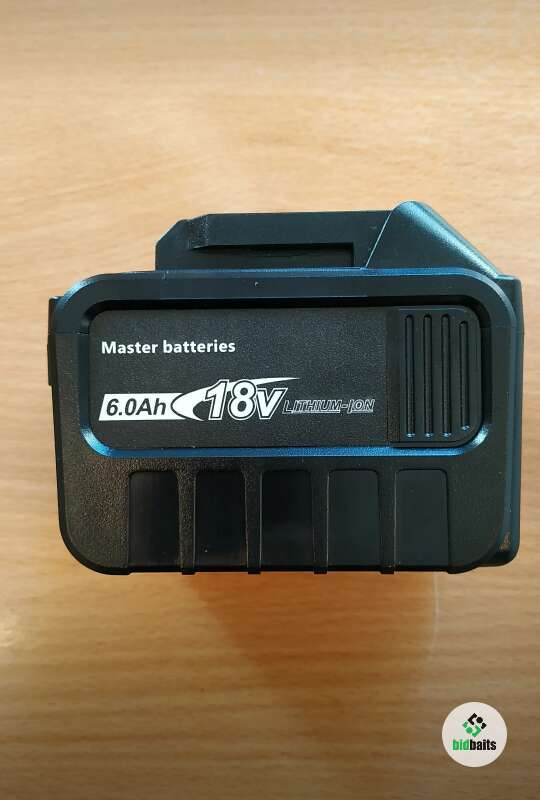 Master batteries
6.0Ah 18V LITHIUM-ION
bidbaits